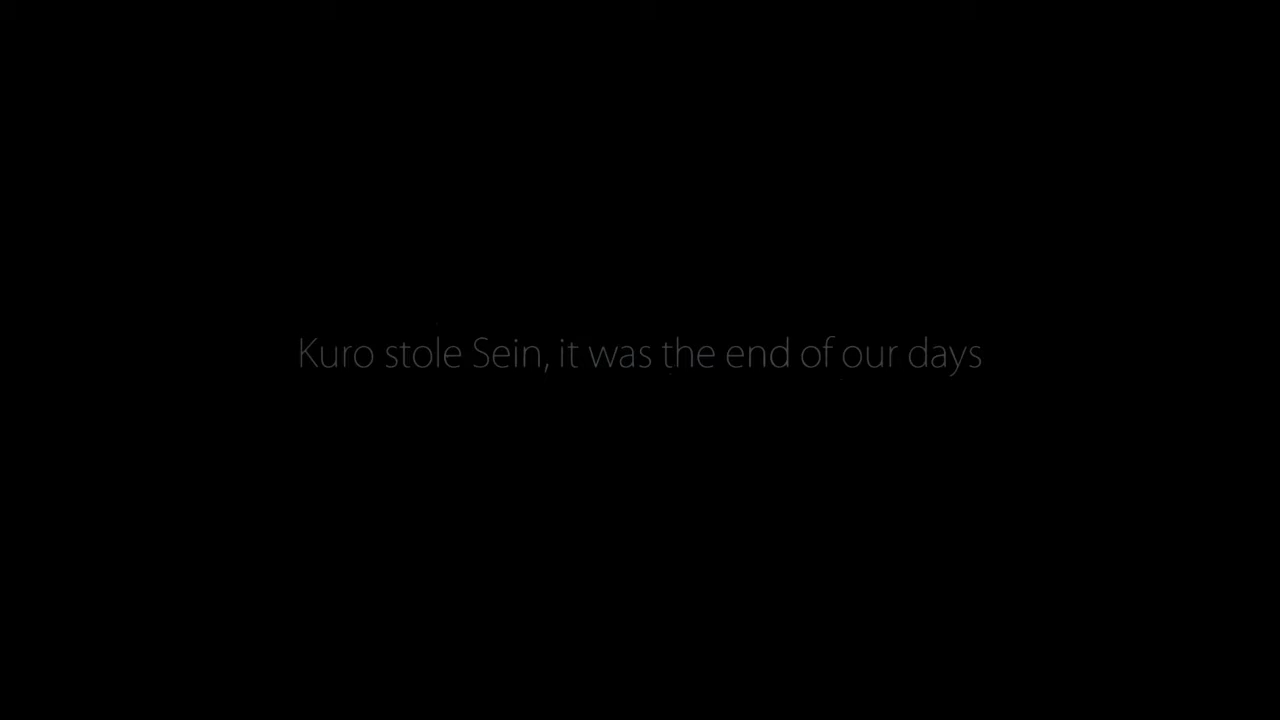 Kuro stole Sein, it was the end of our days